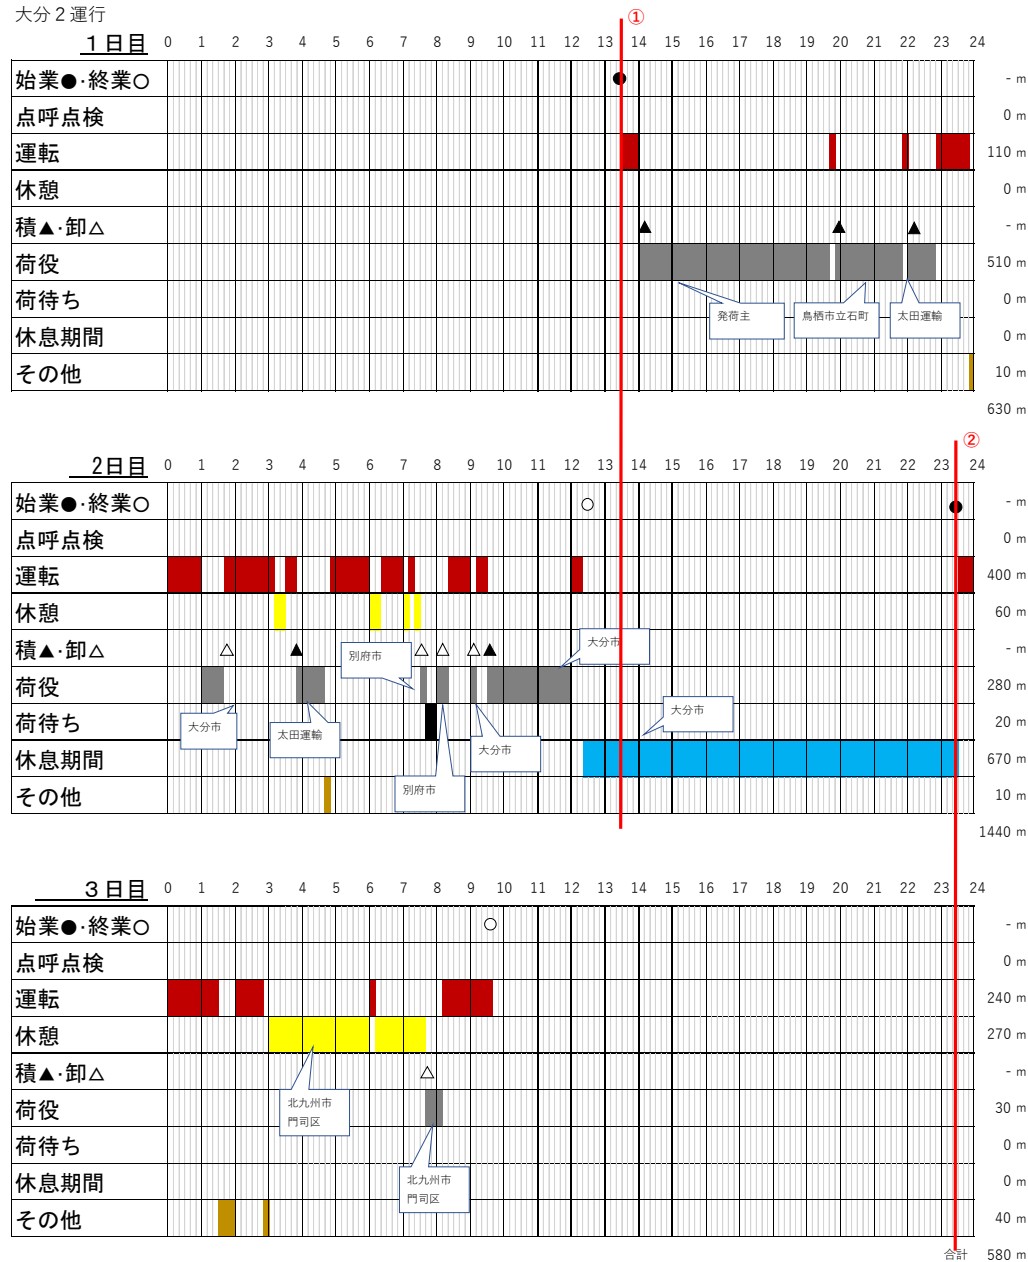 大分２運行
①
１日目 0 1 2 3 4 5 6 7 8 9 10 11 12 13 14 15 16 17 18 19 20 21 22 23 24
始業●・終業○ - m
点呼点検 0 m
運転 110 m
休憩 0 m
積▲・卸△ - m
荷役 510 m
荷待ち 0 m
発荷主 鳥栖市立石町 太田運輸
休息期間 0 m
その他 10 m
630 m
②
2日目 0 1 2 3 4 5 6 7 8 9 10 11 12 13 14 15 16 17 18 19 20 21 22 23 24
始業●・終業○ - m
点呼点検 0 m
運転 400 m
休憩 60 m
大分市
積▲・卸△ - m
別府市
荷役 280 m
大分市
荷待ち 20 m
大分市 太田運輸
大分市
休息期間 670 m
別府市
その他 10 m
1440 m
３日目 0 1 2 3 4 5 6 7 8 9 10 11 12 13 14 15 16 17 18 19 20 21 22 23 24
始業●・終業○ - m
点呼点検 0 m
運転 240 m
休憩 270 m
積▲・卸△ - m
北九州市
門司区
荷役 30 m
荷待ち 0 m
北九州市
門司区
休息期間 0 m
その他 40 m
合計 580 m